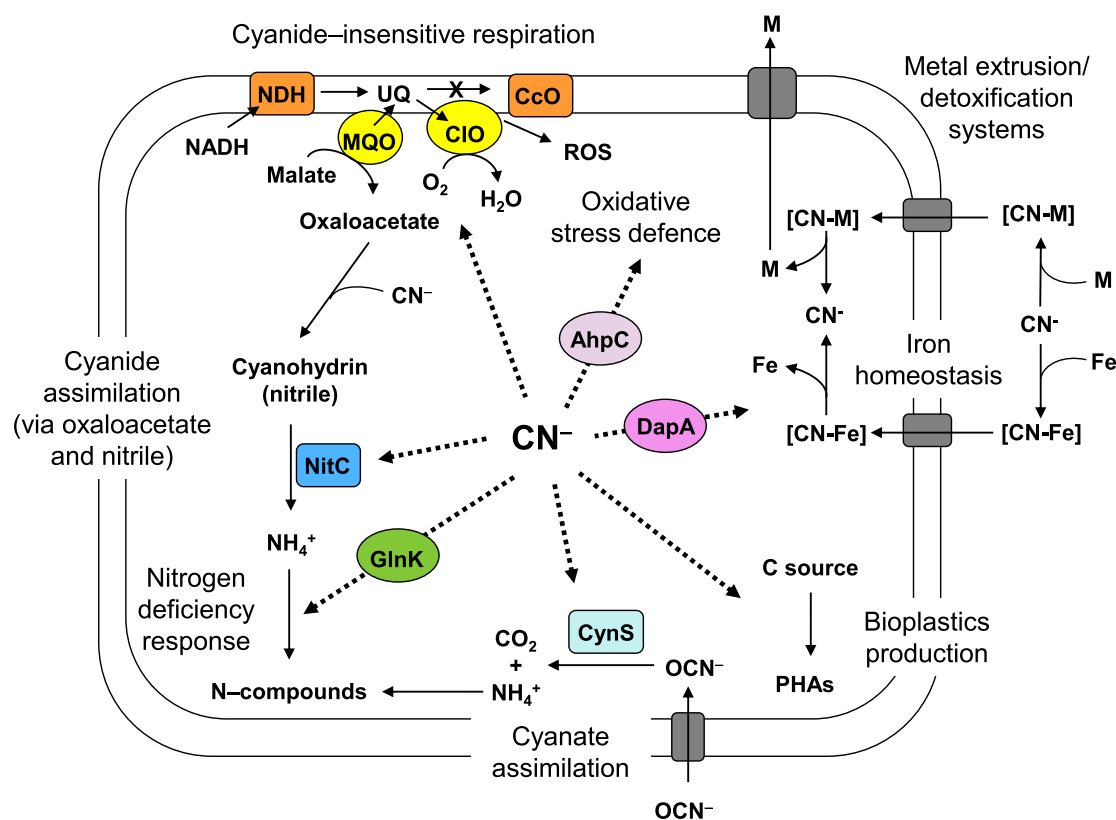 Cyanide–insensitive respiration
M
Metal extrusion/
detoxification
systems
NDH
UQ
X
CcO
NADH
MQO
CIO
ROS
Malate
O2
H2O
Oxaloacetate
Oxidative
stress defence
[CN-M]
[CN-M]
M
M
CN–
CN-
CN-
AhpC
Cyanide
assimilation
(via oxaloacetate
and nitrile)
Cyanohydrin
(nitrile)
Fe
Iron
homeostasis
Fe
CN–
DapA
[CN-Fe]
[CN-Fe]
NitC
NH4+
GlnK
Nitrogen
deficiency
response
C source
CynS
CO2
+
NH4+
OCN–
Bioplastics
production
N–compounds
PHAs
Cyanate
assimilation
OCN–